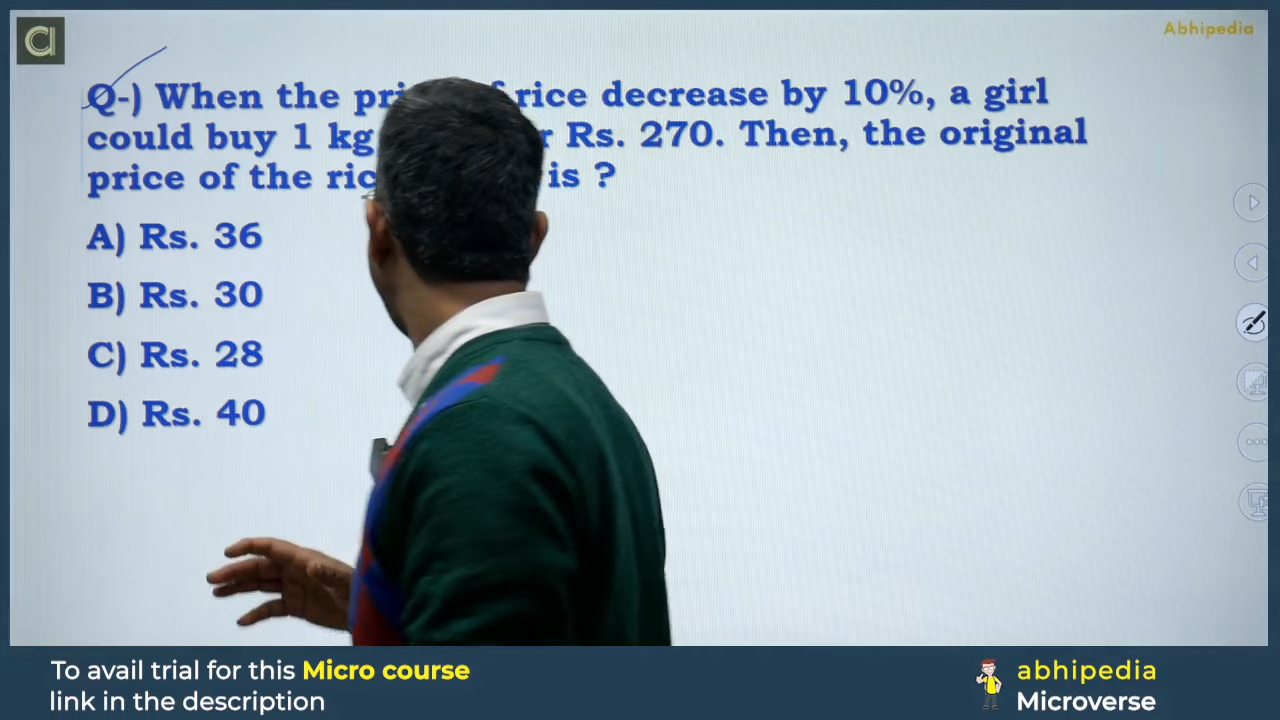 Abhipedia
Q-) When the pri f rice decrease by 10%, a girl
could buy 1 kg r Rs. 270. Then, the original
price of the ric is ?
A) Rs. 36
B) Rs. 30
C) Rs. 28
D) Rs. 40
To avail trial for this Micro course
link in the description
abhipedia
Microverse